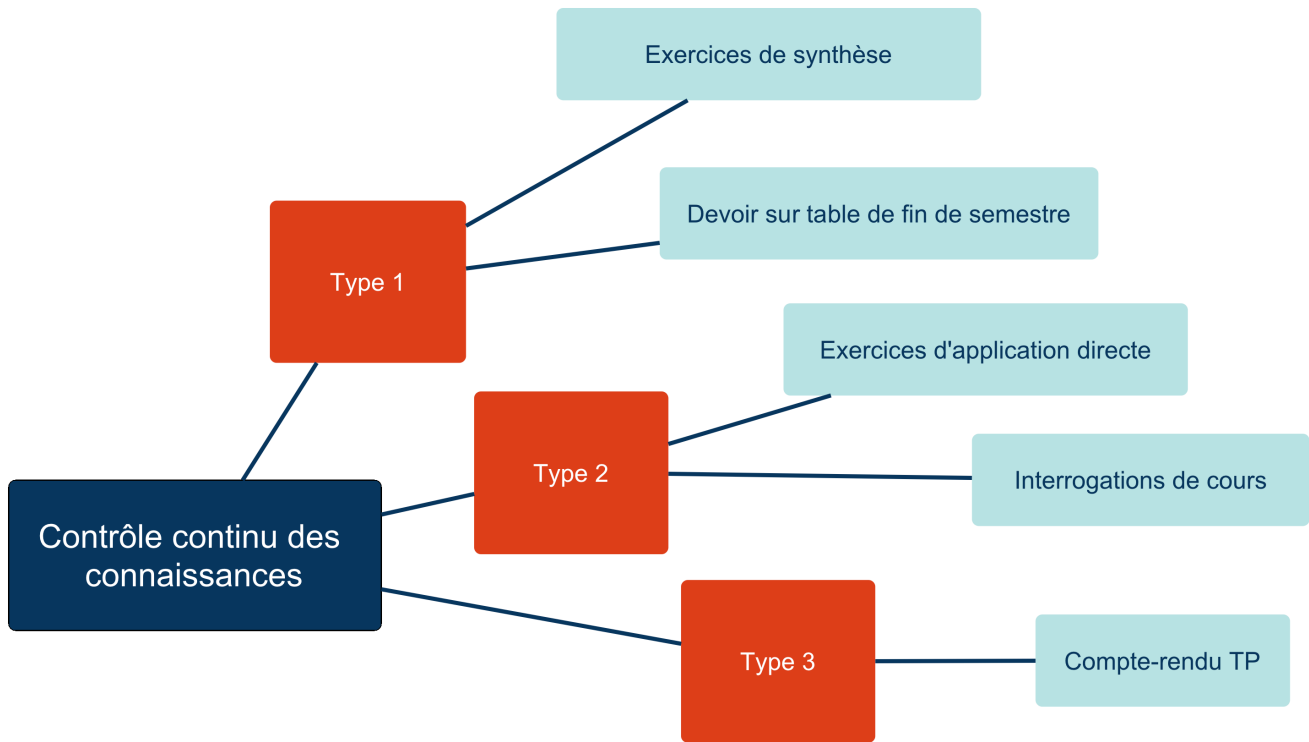 Exercices de synthèse
Devoir sur table de fin de semestre
Type 1
Exercices d'application directe
Type 2
Interrogations de cours
Contrôle continu des
connaissances
Type 3
Compte-rendu TP